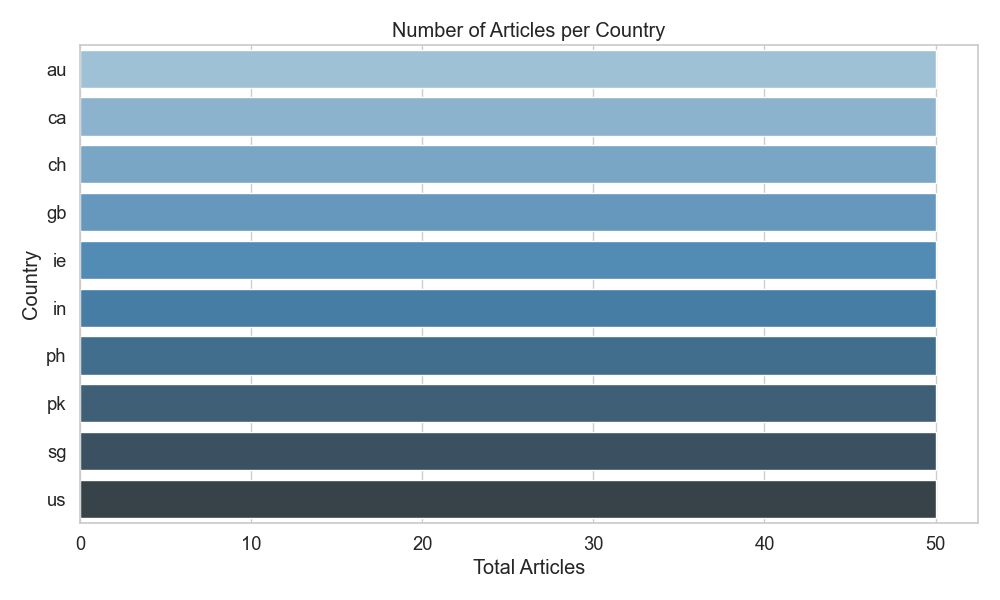 Number of Articles per Country
Country
au
ca
ch
gb
ie
in
ph
pk
sg
us
0 10 20 30 40 50
Total Articles